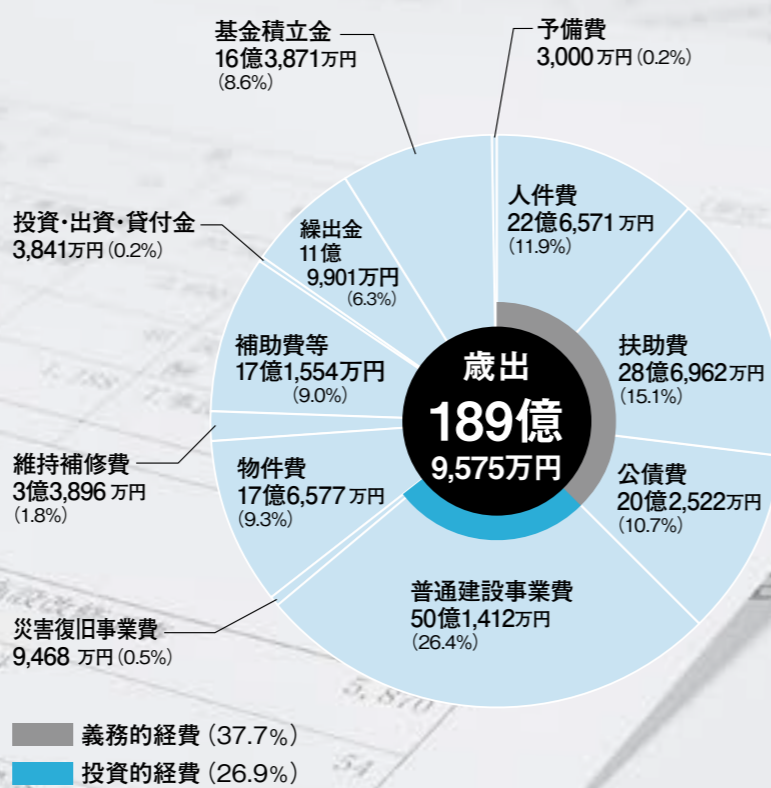 基金積立金
16億3,871万円
(8.6%)
予備費
3,000万円(0.2%)
人件費
22億6,571万円
(11.9%)
扶助費
28億6,962万円
(15.1%)
公債費
20億2,522万円
(10.7%)
普通建設事業費
50億1,412万円
(26.4%)
災害復旧事業費
9,468万円(0.5%)
物件費
17億6,577万円
(9.3%)
維持補修費
3億3,896万円
(1.8%)
補助費等
17億1,554万円
(9.0%)
投資・出資・貸付金
3,841万円(0.2%)
繰出金
11億
9,901万円
(6.3%)
歳出
189億
9,575万円
義務的経費(37.7%)
投資的経費(26.9%)
5,870
54